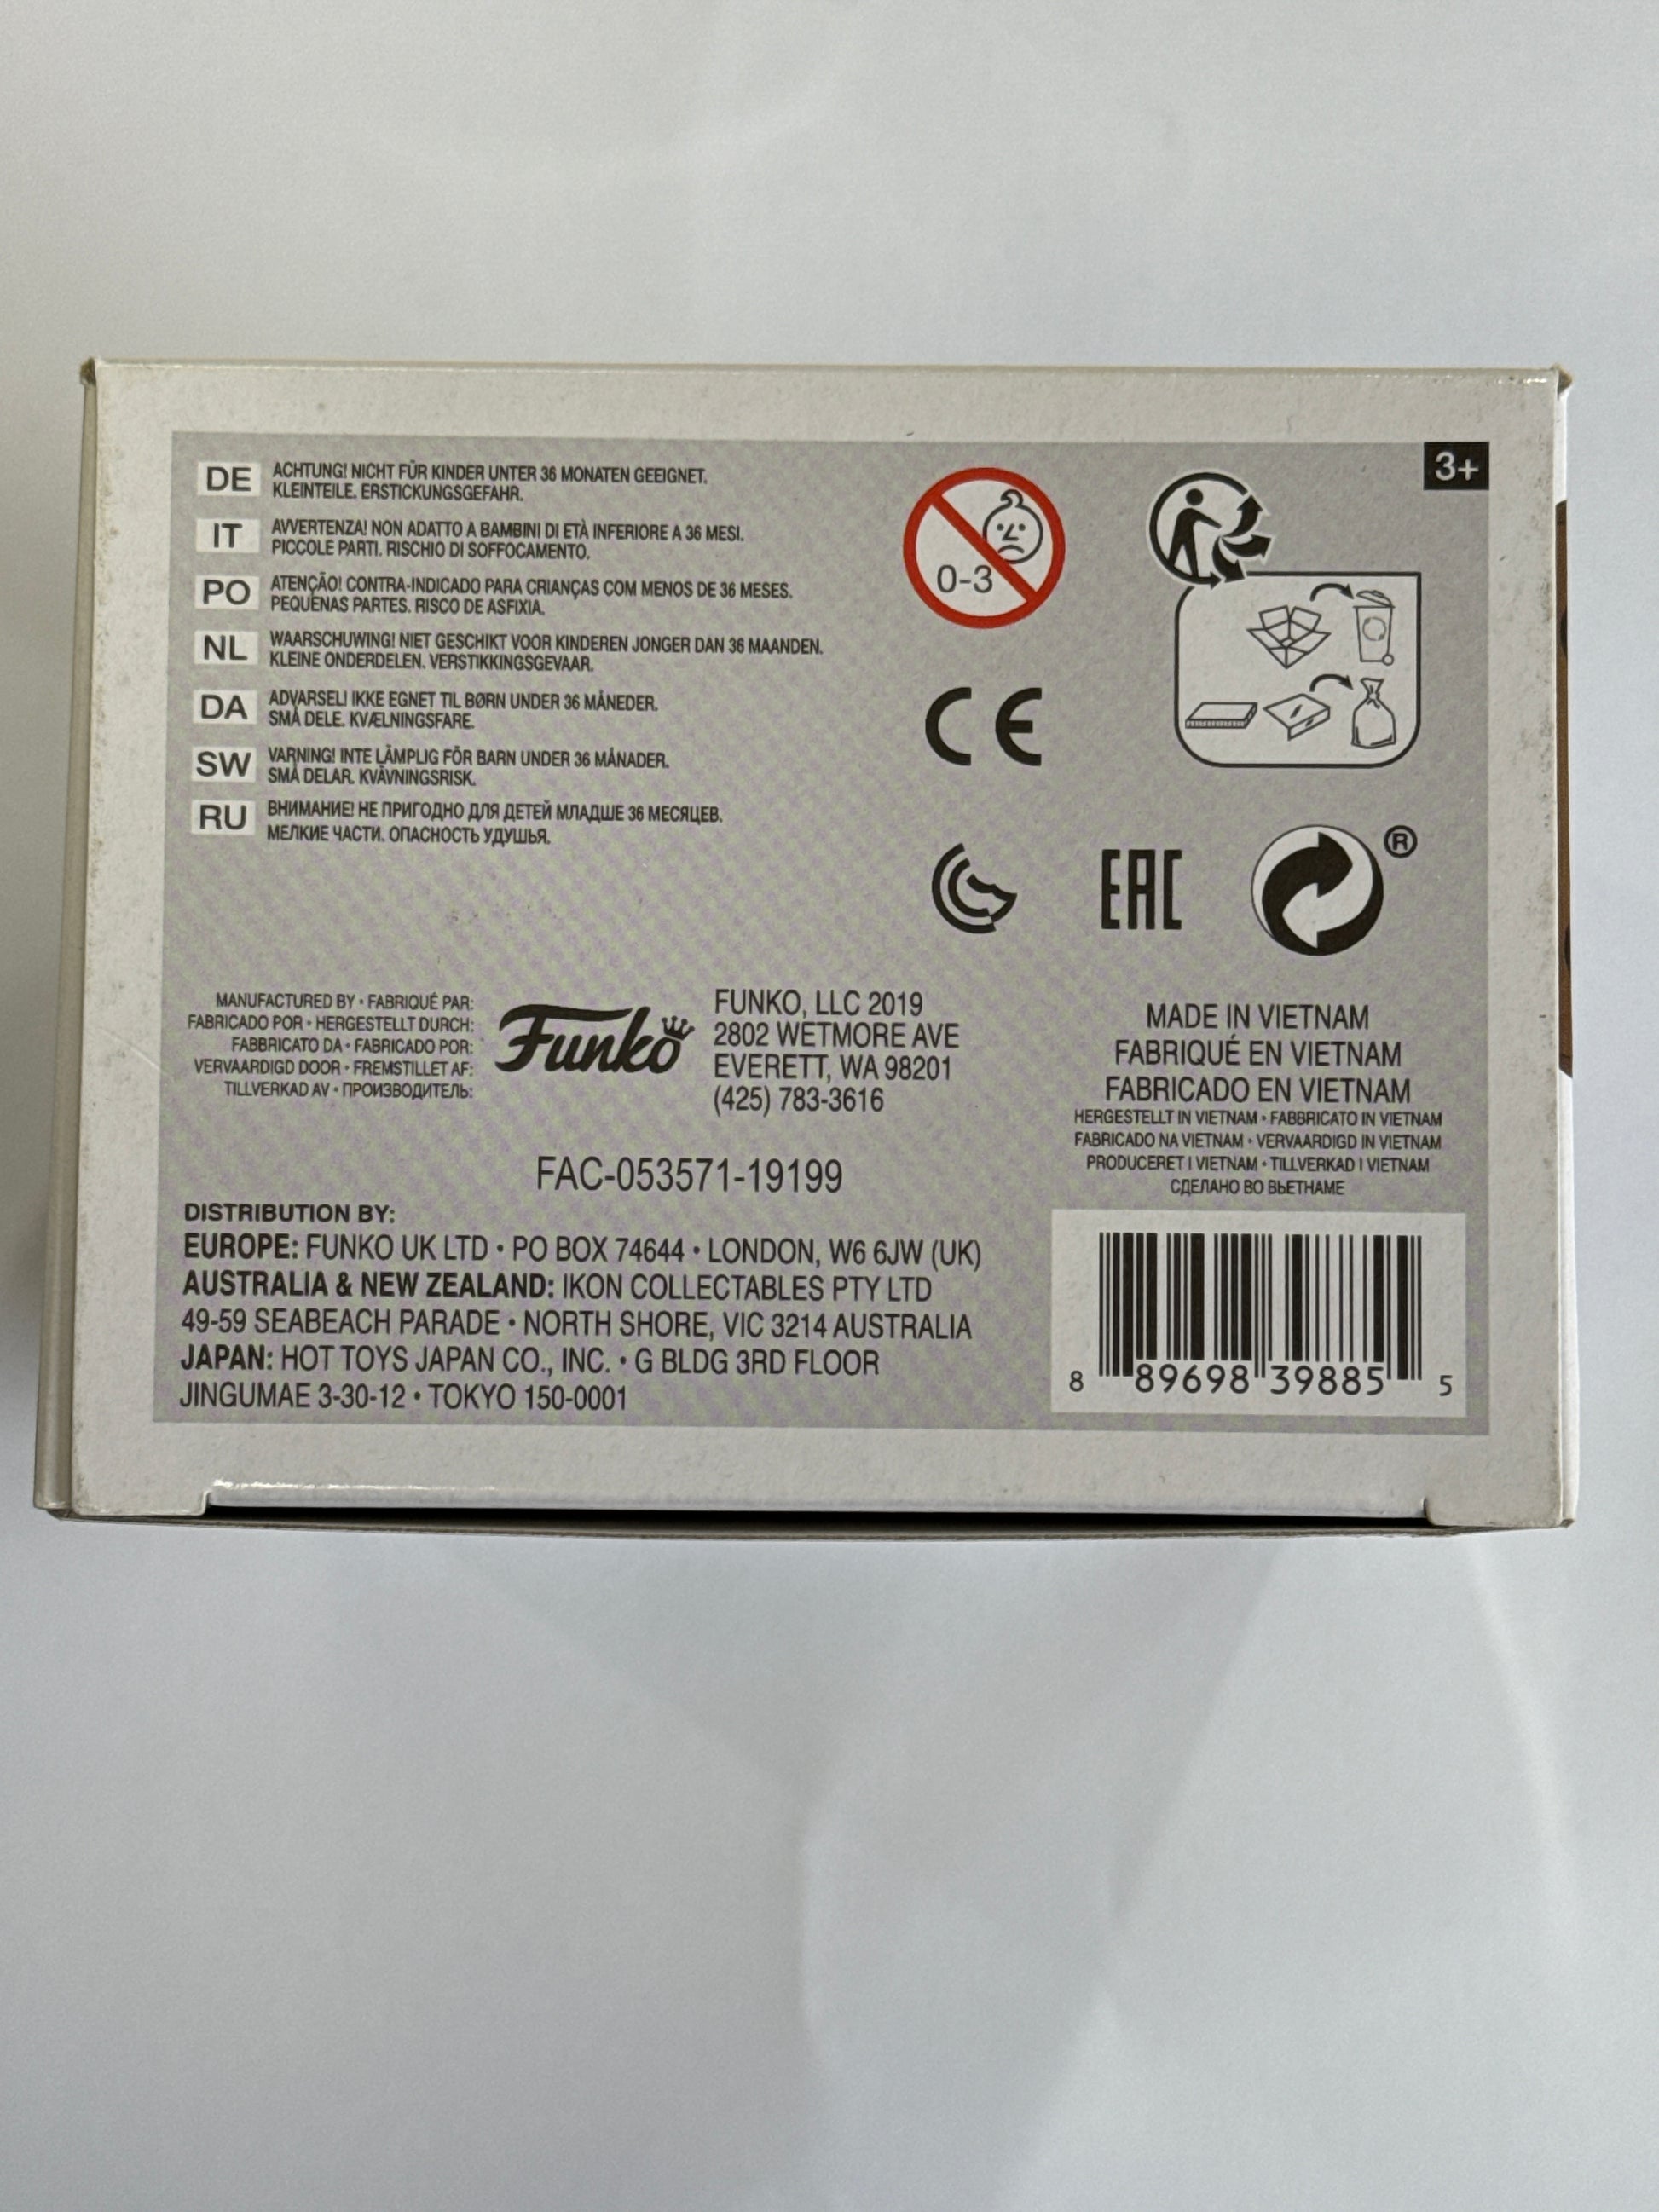 3+
DE ACHTUNG! NICHT FÜR KINDER UNTER 36 MONATEN GEEIGNET.
KLEINTEILE. ERSTICKUNGSGEFAHR.
IT AVVERTENZA! NON ADATTO A BAMBINI DI ETÀ INFERIORE A 36 MESI.
PICCOLE PARTI. RISCHIO DI SOFFOCAMENTO.
PO ATENÇÃO! CONTRA-INDICADO PARA CRIANÇAS COM MENOS DE 36 MESES.
PEQUENAS PARTES. RISCO DE ASFIXIA.
NL WAARSCHUWING! NIET GESCHIKT VOOR KINDEREN JONGER DAN 36 MAANDEN.
KLEINE ONDERDELEN. VERSTIKKINGSGEVAAR.
DA ADVARSEL! IKKE EGNET TIL BØRN UNDER 36 MÅNEDER.
SMÅ DELE. KVÆLNINGSFARE.
SW VARNING! INTE LÄMPLIG FÖR BARN UNDER 36 MÅNADER.
SMÅ DELAR. KVÄVNINGSRISK.
RU ВНИМАНИЕ! НЕ ПРИГОДНО ДЛЯ ДЕТЕЙ МЛАДШЕ 36 МЕСЯЦЕВ.
МЕЛКИЕ ЧАСТИ. ОПАСНОСТЬ УДУШЬЯ.
0-3
CE
EAC
®
MANUFACTURED BY • FABRIQUÉ PAR:
FABRICADO POR • HERGESTELLT DURCH:
FABBRICATO DA • FABRICADO POR:
VERVAARDIGD DOOR • FREMSTILLET AF:
TILLVERKAD AV • ПРОИЗВОДИТЕЛЬ:
Funko
FUNKO, LLC 2019
2802 WETMORE AVE
EVERETT, WA 98201
(425) 783-3616
MADE IN VIETNAM
FABRIQUÉ EN VIETNAM
FABRICADO EN VIETNAM
HERGESTELLT IN VIETNAM • FABBRICATO IN VIETNAM
FABRICADO NA VIETNAM • VERVAARDIGD IN VIETNAM
PRODUCERET I VIETNAM • TILLVERKAD I VIETNAM
СДЕЛАНО ВО ВЬЕТНАМЕ
FAC-053571-19199
DISTRIBUTION BY:
EUROPE: FUNKO UK LTD • PO BOX 74644 • LONDON, W6 6JW (UK)
AUSTRALIA & NEW ZEALAND: IKON COLLECTABLES PTY LTD
49-59 SEABEACH PARADE • NORTH SHORE, VIC 3214 AUSTRALIA
JAPAN: HOT TOYS JAPAN CO., INC. • G BLDG 3RD FLOOR
JINGUMAE 3-30-12 • TOKYO 150-0001
8 89698 39885 5